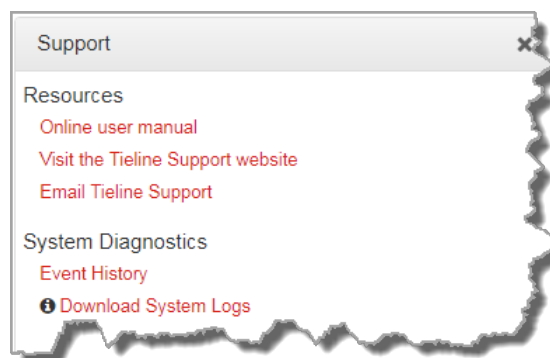 Support
Resources
Online user manual
Visit the Tieline Support website
Email Tieline Support
System Diagnostics
Event History
Download System Logs